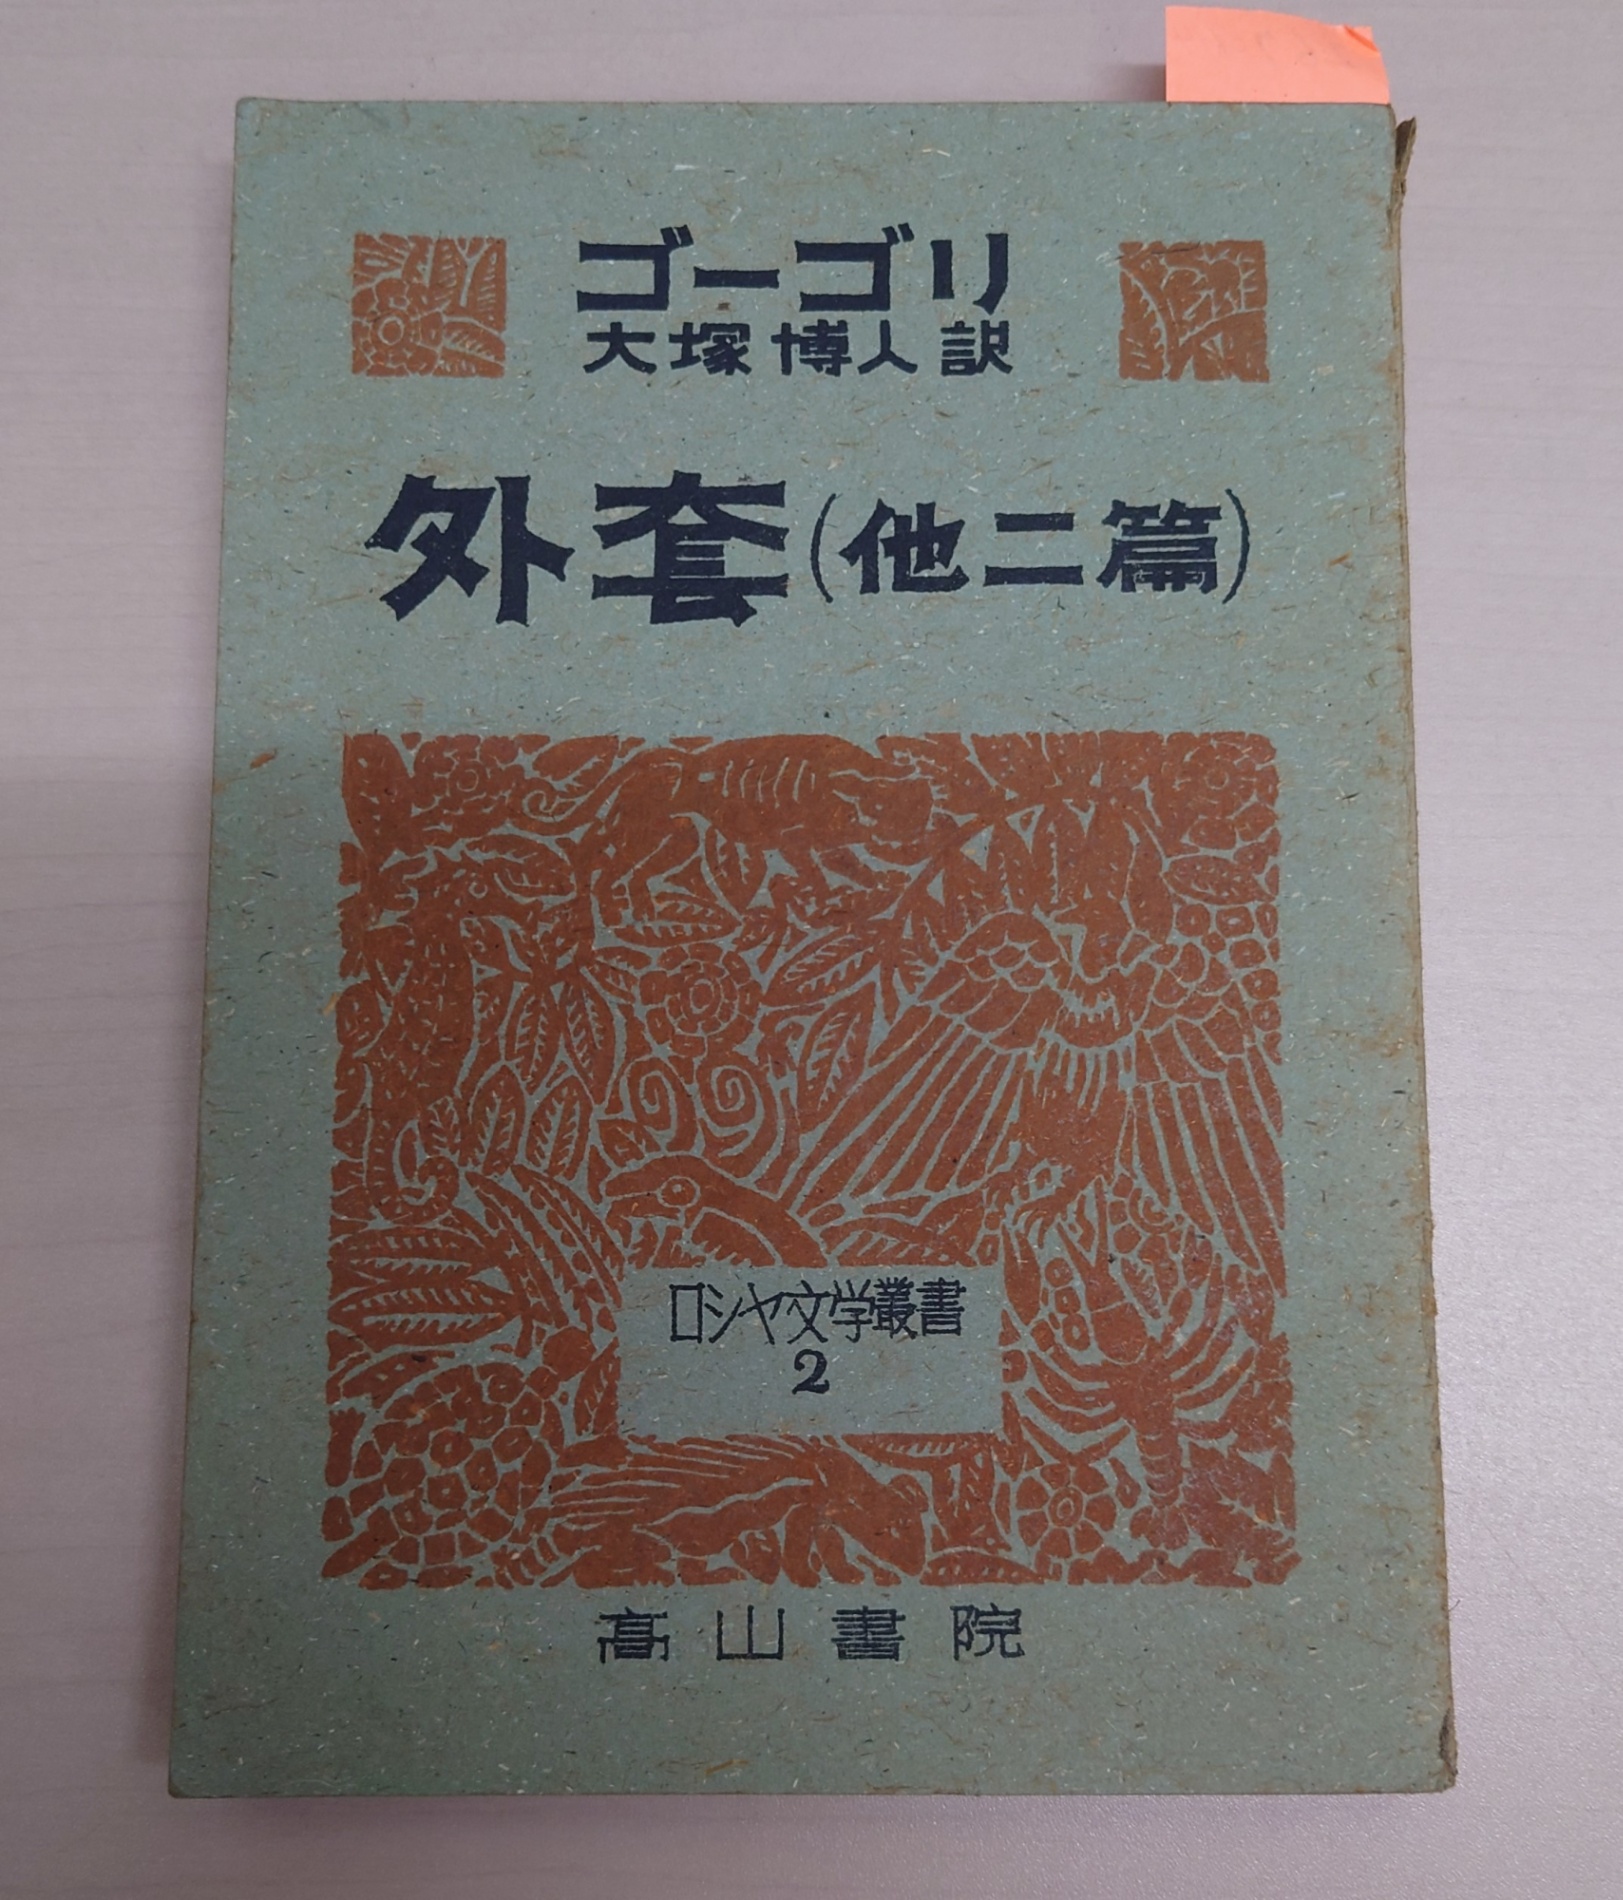 ゴーゴリ
大塚博人訳
外套(他二篇)
ロシヤ文学叢書
2
髙山書院